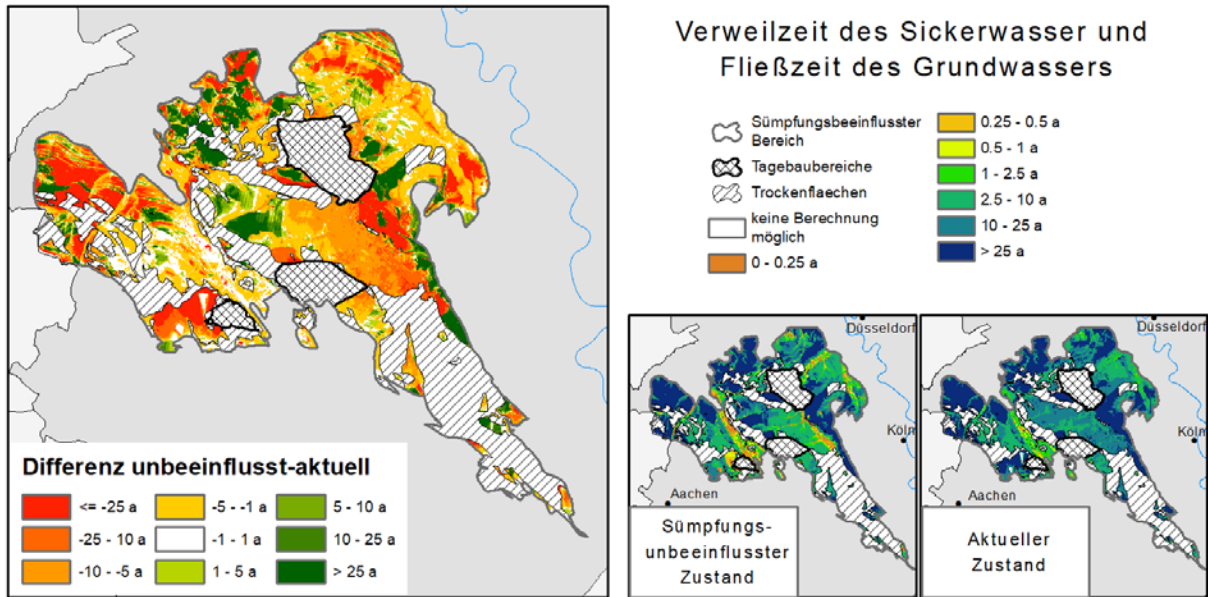 Verweilzeit des Sickerwasser und
Fließzeit des Grundwassers
Sümpfungsbeeinflusster
Bereich
Tagebaubereiche
Trockenflaechen
keine Berechnung
möglich
0 - 0.25 a
0.25 - 0.5 a
0.5 - 1 a
1 - 2.5 a
2.5 - 10 a
10 - 25 a
> 25 a
Differenz unbeeinflusst-aktuell
<= -25 a
-25 - 10 a
-10 - -5 a
-5 - -1 a
-1 - 1 a
1 - 5 a
5 - 10 a
10 - 25 a
> 25 a
Düsseldorf
Köln
Aachen
Sümpfungs-
unbeeinflusster
Zustand
Düsseldorf
Köln
Aachen
Aktueller
Zustand